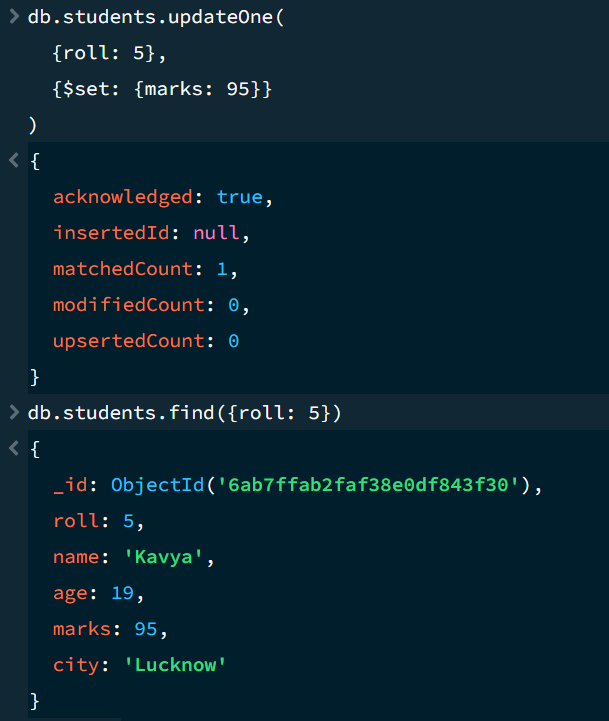 db.students.updateOne(
{roll: 5},
{$set: {marks: 95}}
)
{
acknowledged: true,
insertedId: null,
matchedCount: 1,
modifiedCount: 0,
upsertedCount: 0
}
db.students.find({roll: 5})
{
_id: ObjectId('6ab7ffab2faf38e0df843f30'),
roll: 5,
name: 'Kavya',
age: 19,
marks: 95,
city: 'Lucknow'
}